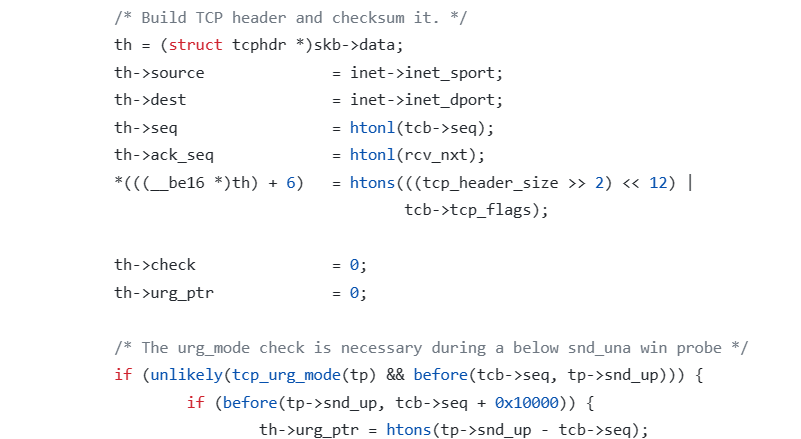 /* Build TCP header and checksum it. */
th = (struct tcphdr *)skb->data;
th->source = inet->inet_sport;
th->dest = inet->inet_dport;
th->seq = htonl(tcb->seq);
th->ack_seq = htonl(rcv_nxt);
*(((__be16 *)th) + 6) = htons(((tcp_header_size >> 2) << 12) |
tcb->tcp_flags);
th->check = 0;
th->urg_ptr = 0;
/* The urg_mode check is necessary during a below snd_una win probe */
if (unlikely(tcp_urg_mode(tp) && before(tcb->seq, tp->snd_up))) {
if (before(tp->snd_up, tcb->seq + 0x10000)) {
th->urg_ptr = htons(tp->snd_up - tcb->seq);